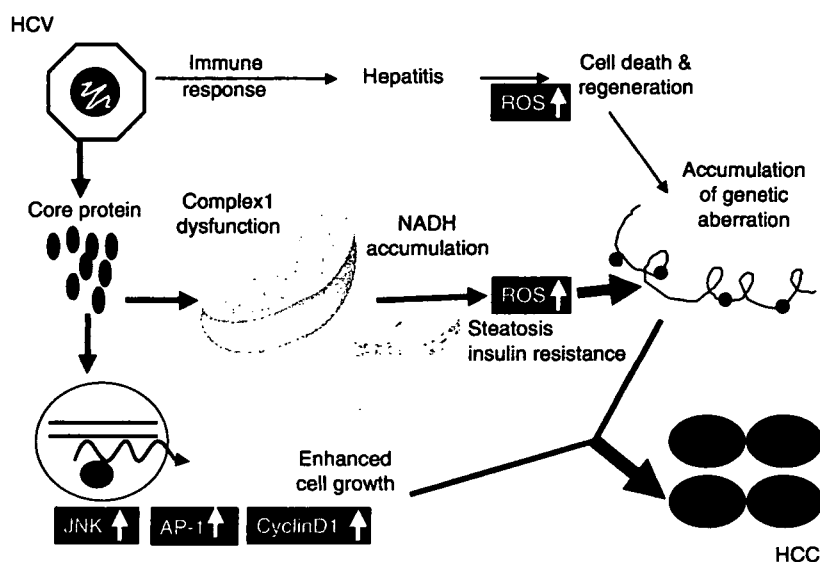 HCV
Immune
response
Hepatitis
ROS
Cell death &
regeneration
Core protein
Complex1
dysfunction
NADH
accumulation
Accumulation
of genetic
aberration
ROS
Steatosis
insulin resistance
Enhanced
cell growth
JNK
AP-1
CyclinD1
HCC